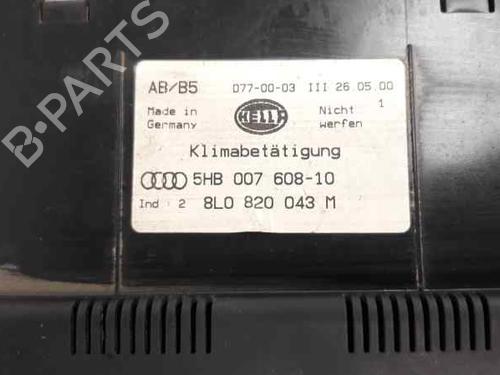 B-PARTS
AB/B5 D77-00-03 III 26.05.00
1
Made in Germany
HELLA
Nicht werfen
Klimabetätigung
5HB 007 608-10
Ind : 2 8L0 820 043 M